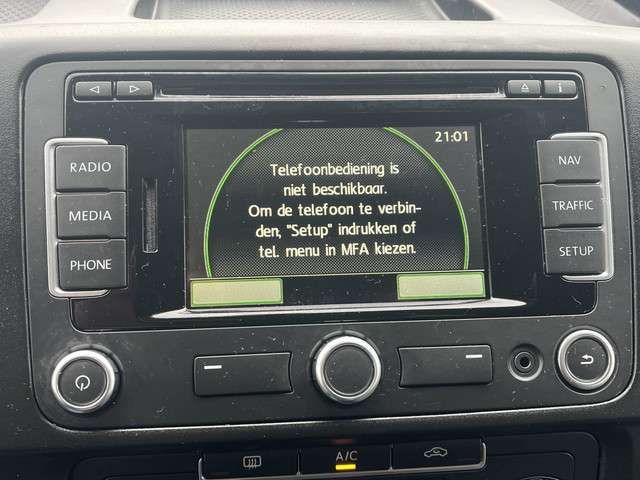 RADIO
MEDIA
PHONE
21:01
Telefoonbediening is
niet beschikbaar.
Om de telefoon te verbin-
den, "Setup" indrukken of
tel. menu in MFA kiezen.
i
NAV
TRAFFIC
SETUP
A/C